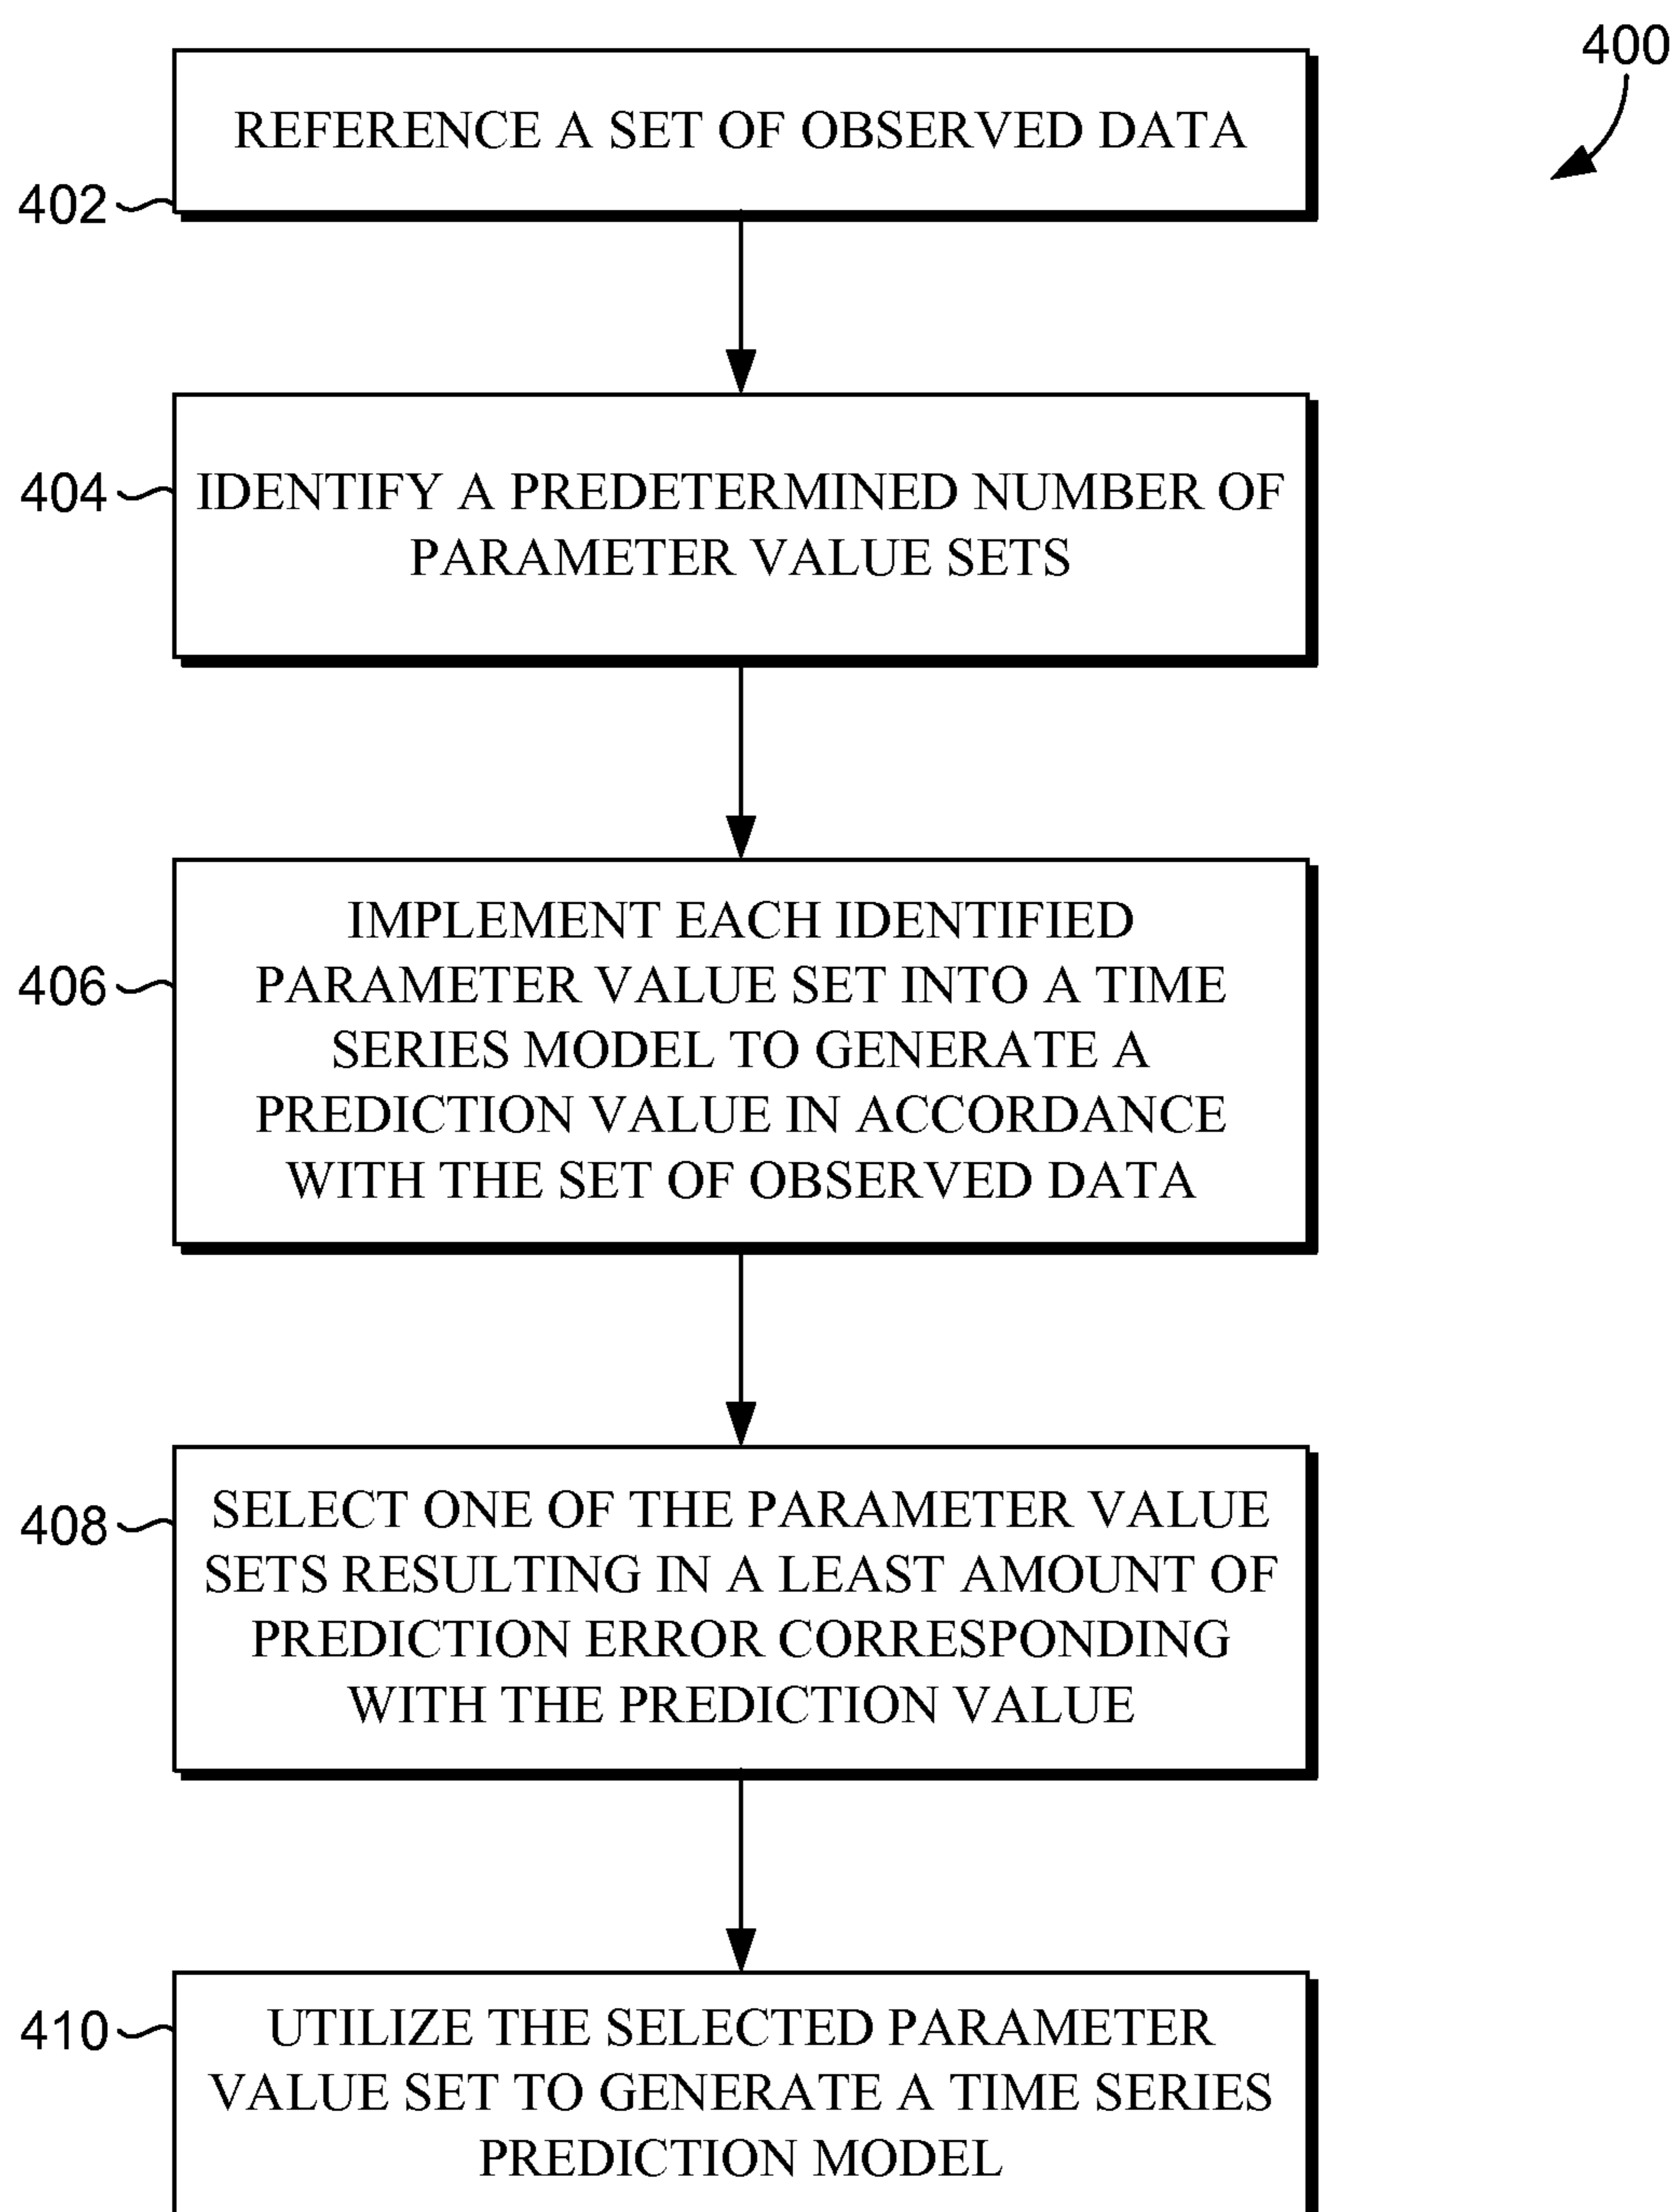 400
REFERENCE A SET OF OBSERVED DATA
402
404
IDENTIFY A PREDETERMINED NUMBER OF
PARAMETER VALUE SETS
IMPLEMENT EACH IDENTIFIED
406
PARAMETER VALUE SET INTO A TIME
SERIES MODEL TO GENERATE A
PREDICTION VALUE IN ACCORDANCE
WITH THE SET OF OBSERVED DATA
408
SELECT ONE OF THE PARAMETER VALUE
SETS RESULTING IN A LEAST AMOUNT OF
PREDICTION ERROR CORRESPONDING
WITH THE PREDICTION VALUE
410
UTILIZE THE SELECTED PARAMETER
VALUE SET TO GENERATE A TIME SERIES
PREDICTION MODEL